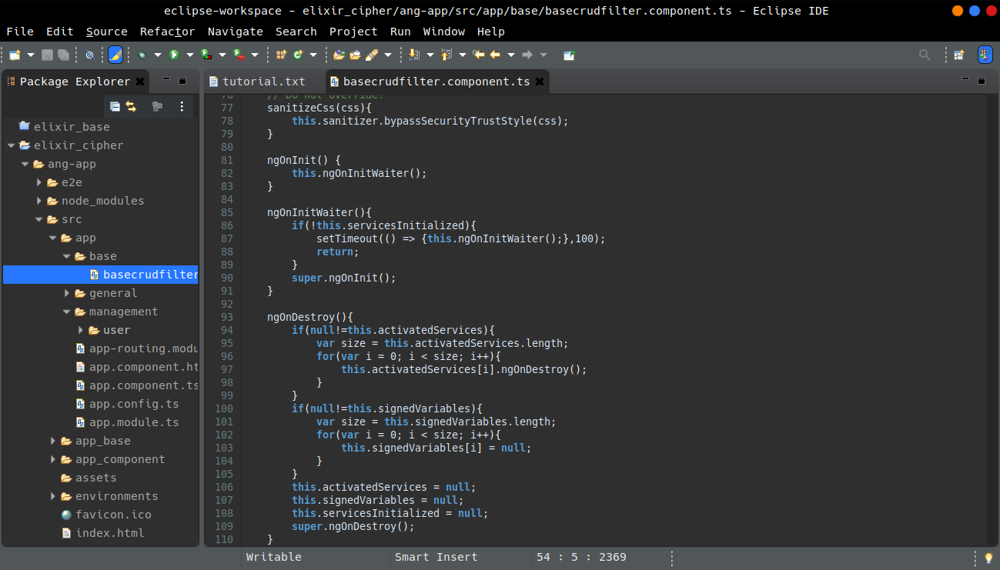 eclipse-workspace - elixir_cipher/ang-app/src/app/base/basecrudfilter.component.ts - Eclipse IDE
File Edit Source Refactor Navigate Search Project Run Window Help
Package Explorer
elixir_base
elixir_cipher
ang-app
e2e
node_modules
src
app
base
basecrudfilter
general
management
user
app-routing.modu
app.component.ht
app.component.ts
app.config.ts
app.module.ts
app_base
app_component
assets
environments
favicon.ico
index.html
tutorial.txt
basecrudfilter.component.ts
76 // Do not override!
77 sanitizeCss(css){
78 this.sanitizer.bypassSecurityTrustStyle(css);
79 }
80
81 ngOnInit() {
82 this.ngOnInitWaiter();
83 }
84
85 ngOnInitWaiter(){
86 if(!this.servicesInitialized){
87 setTimeout(() => {this.ngOnInitWaiter();},100);
88 return;
89 }
90 super.ngOnInit();
91 }
92
93 ngOnDestroy(){
94 if(null!=this.activatedServices){
95 var size = this.activatedServices.length;
96 for(var i = 0; i < size; i++){
97 this.activatedServices[i].ngOnDestroy();
98 }
99 }
100 if(null!=this.signedVariables){
101 var size = this.signedVariables.length;
102 for(var i = 0; i < size; i++){
103 this.signedVariables[i] = null;
104 }
105 }
106 this.activatedServices = null;
107 this.signedVariables = null;
108 this.servicesInitialized = null;
109 super.ngOnDestroy();
110 }
Writable Smart Insert 54 : 5 : 2369